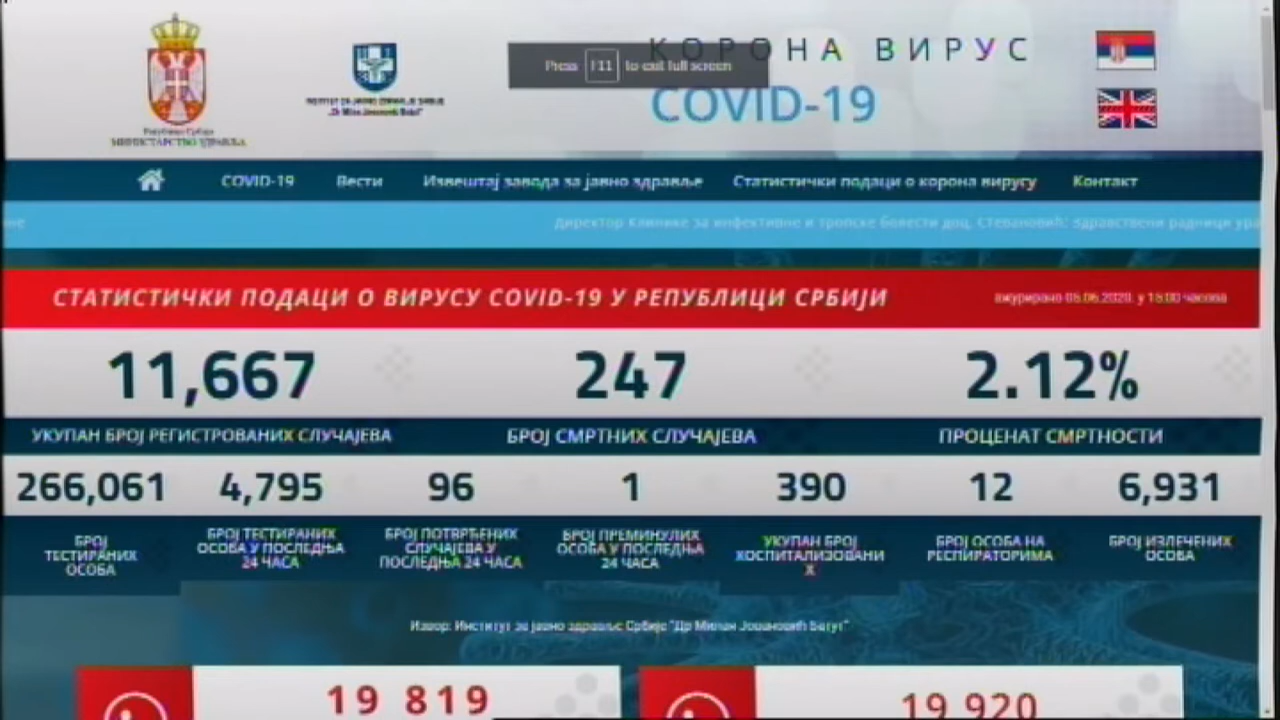 КОРОНА ВИРУС
Press F11 to exit full screen
COVID-19
Република Србија
МИНИСТАРСТВО ЗДРАВЉА
COVID-19 Вести Извештај завода за јавно здравље Статистички подаци о корона вирусу Контакт
директор Клинике за инфективне и тропске болести доц. Стевановић: Здравствени радници ура
СТАТИСТИЧКИ ПОДАЦИ О ВИРУСУ COVID-19 У РЕПУБЛИЦИ СРБИЈИ
ажурирано 05.06.2020. у 15:00 часова
11,667 247 2.12%
УКУПАН БРОЈ РЕГИСТРОВАНИХ СЛУЧАЈЕВА БРОЈ СМРТНИХ СЛУЧАЈЕВА ПРОЦЕНАТ СМРТНОСТИ
266,061 4,795 96 1 390 12 6,931
БРОЈ
ТЕСТИРАНИХ
ОСОБА
БРОЈ ТЕСТИРАНИХ
ОСОБА У ПОСЛЕДЊА
24 ЧАСА
БРОЈ ПОТВРЂЕНИХ
СЛУЧАЈЕВА У
ПОСЛЕДЊА 24 ЧАСА
БРОЈ ПРЕМИНУЛИХ
ОСОБА У ПОСЛЕДЊА
24 ЧАСА
УКУПАН БРОЈ
ХОСПИТАЛИЗОВАНИ
Х
БРОЈ ОСОБА НА
РЕСПИРАТОРИМА
БРОЈ ИЗЛЕЧЕНИХ
ОСОБА
Извор: Институт за јавно здравље Србије "Др Милан Јовановић Батут"
19 819 19 920